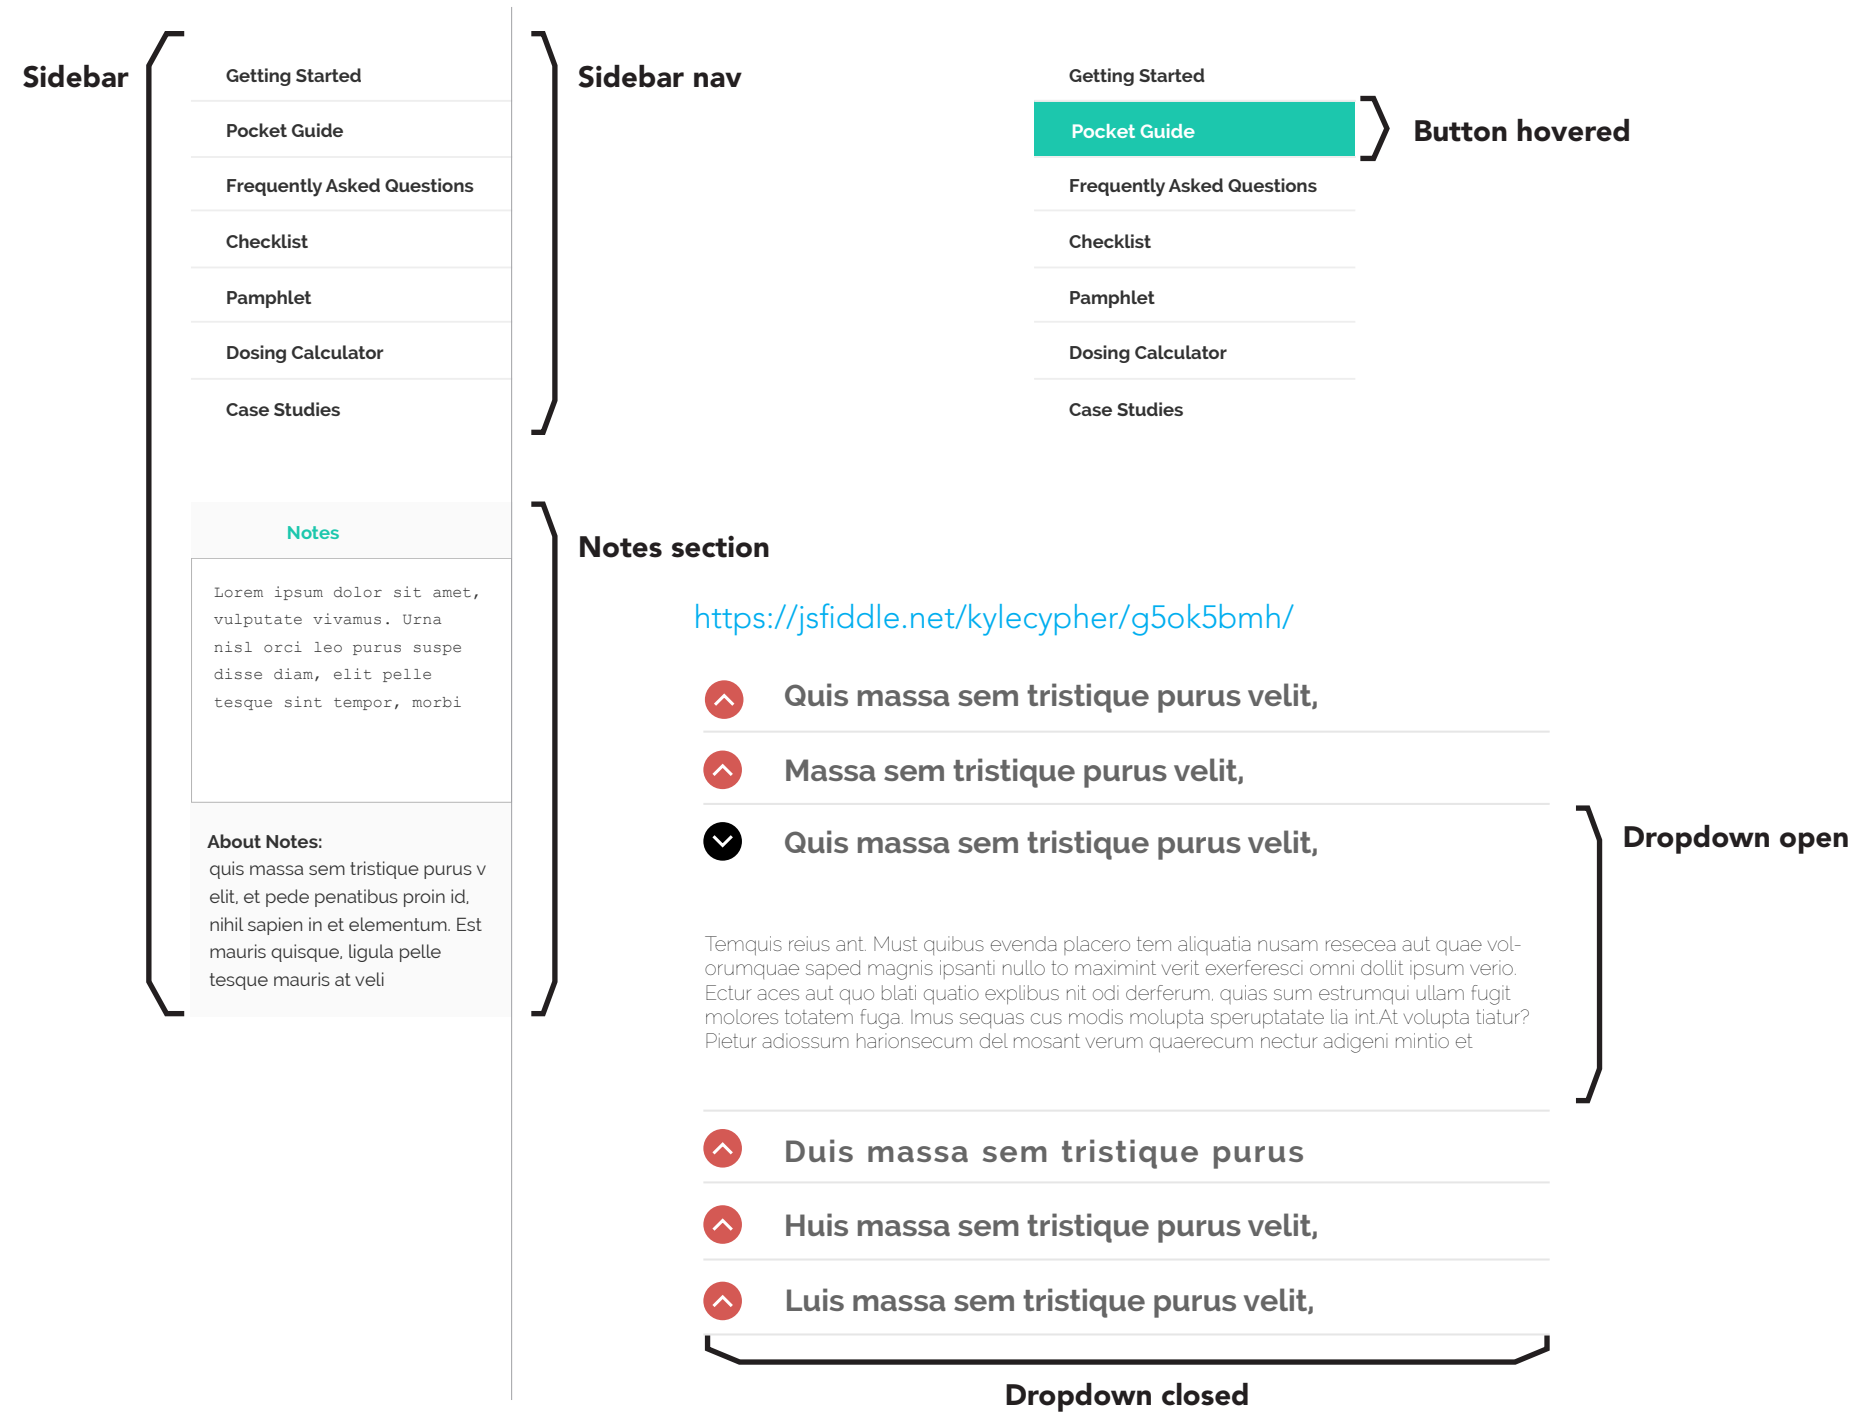 Sidebar
Getting Started
Pocket Guide
Frequently Asked Questions
Checklist
Pamphlet
Dosing Calculator
Case Studies
Sidebar nav
Getting Started
Pocket Guide
Frequently Asked Questions
Checklist
Pamphlet
Dosing Calculator
Case Studies
Button hovered
Notes
Lorem ipsum dolor sit amet,
vulputate vivamus. Urna
nisl orci leo purus suspe
disse diam, elit pelle
tesque sint tempor, morbi
About Notes:
quis massa sem tristique purus v
elit, et pede penatibus proin id,
nihil sapien in et elementum. Est
mauris quisque, ligula pelle
tesque mauris at veli
Notes section
https://jsfiddle.net/kylecypher/g5ok5bmh/
Quis massa sem tristique purus velit,
Massa sem tristique purus velit,
Quis massa sem tristique purus velit,
Temquis reius ant. Must quibus evenda placero tem aliquatia nusam resecea aut quae vol-
orumquae saped magnis ipsanti nullo to maximint verit exerferesci omni dollit ipsum verio.
Ectur aces aut quo blati quatio explibus nit odi derferum, quias sum estrumqui ullam fugit
molores totatem fuga. Imus sequas cus modis molupta speruptatate lia int.At volupta tiatur?
Pietur adiossum harionsecum del mosant verum quaerecum nectur adigeni mintio et
Dropdown open
Duis massa sem tristique purus
Huis massa sem tristique purus velit,
Luis massa sem tristique purus velit,
Dropdown closed